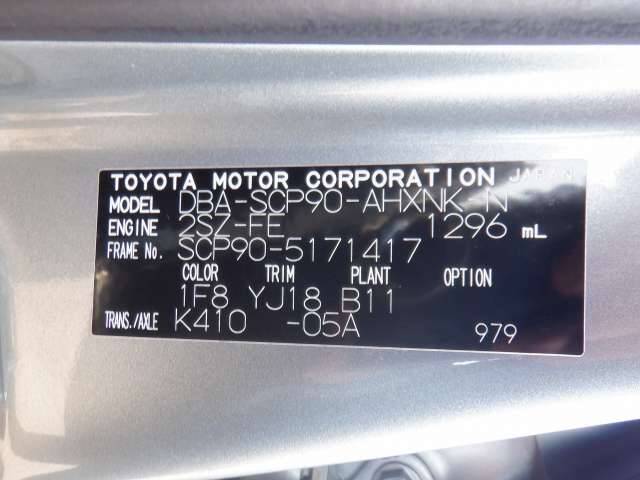 TOYOTA MOTOR CORPORATION JAPAN
MODEL DBA-SCP90-AHXNK-N
ENGINE 2SZ-FE 1296 mL
FRAME No. SCP90-5171417
COLOR TRIM PLANT OPTION
1F8 YJ18 B11
TRANS./AXLE K410 -05A 979